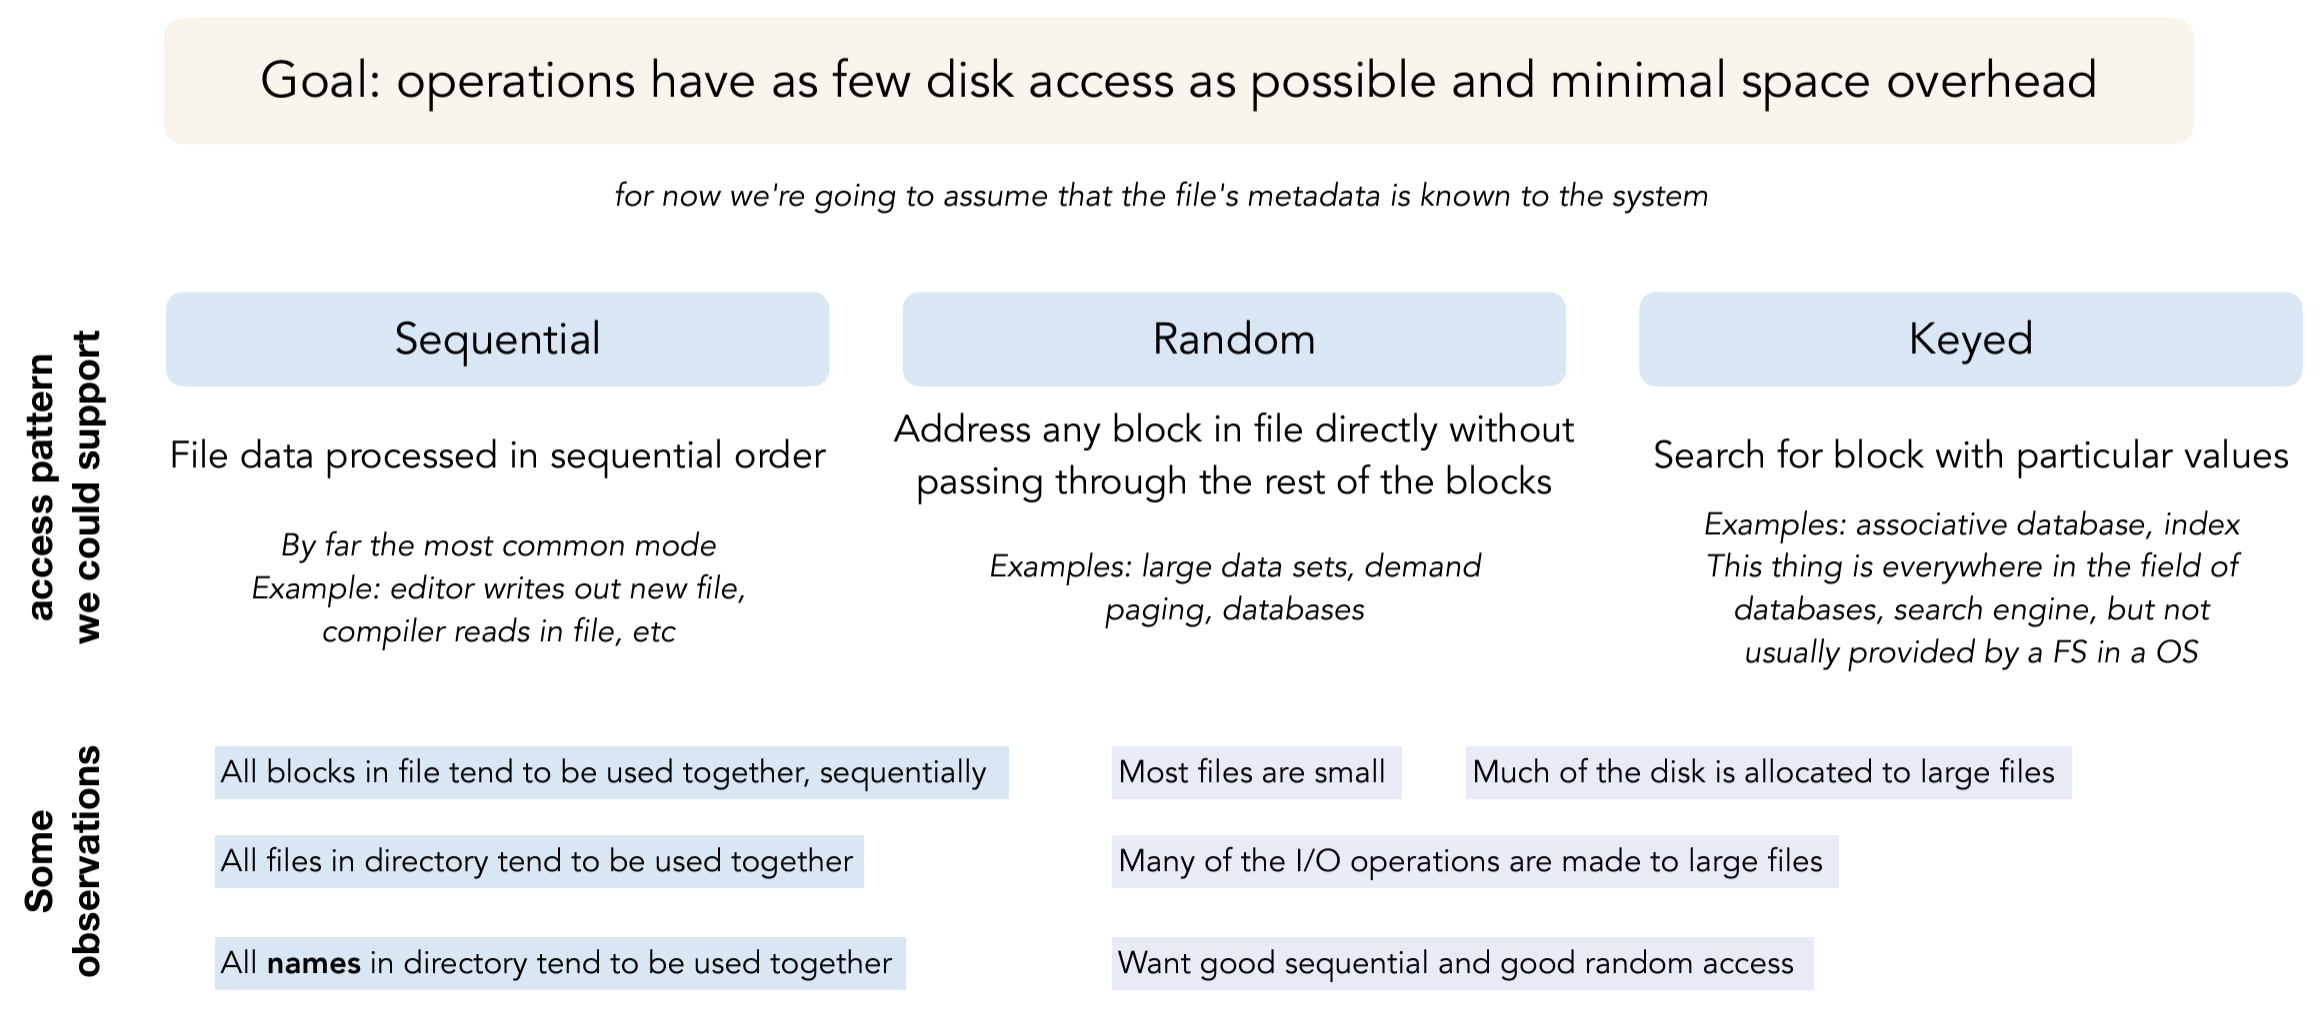 Goal: operations have as few disk access as possible and minimal space overhead
for now we're going to assume that the file's metadata is known to the system
access pattern
we could support
Sequential
File data processed in sequential order
By far the most common mode
Example: editor writes out new file,
compiler reads in file, etc
Random
Address any block in file directly without
passing through the rest of the blocks
Examples: large data sets, demand
paging, databases
Keyed
Search for block with particular values
Examples: associative database, index
This thing is everywhere in the field of
databases, search engine, but not
usually provided by a FS in a OS
Some
observations
All blocks in file tend to be used together, sequentially
All files in directory tend to be used together
All names in directory tend to be used together
Most files are small
Much of the disk is allocated to large files
Many of the I/O operations are made to large files
Want good sequential and good random access